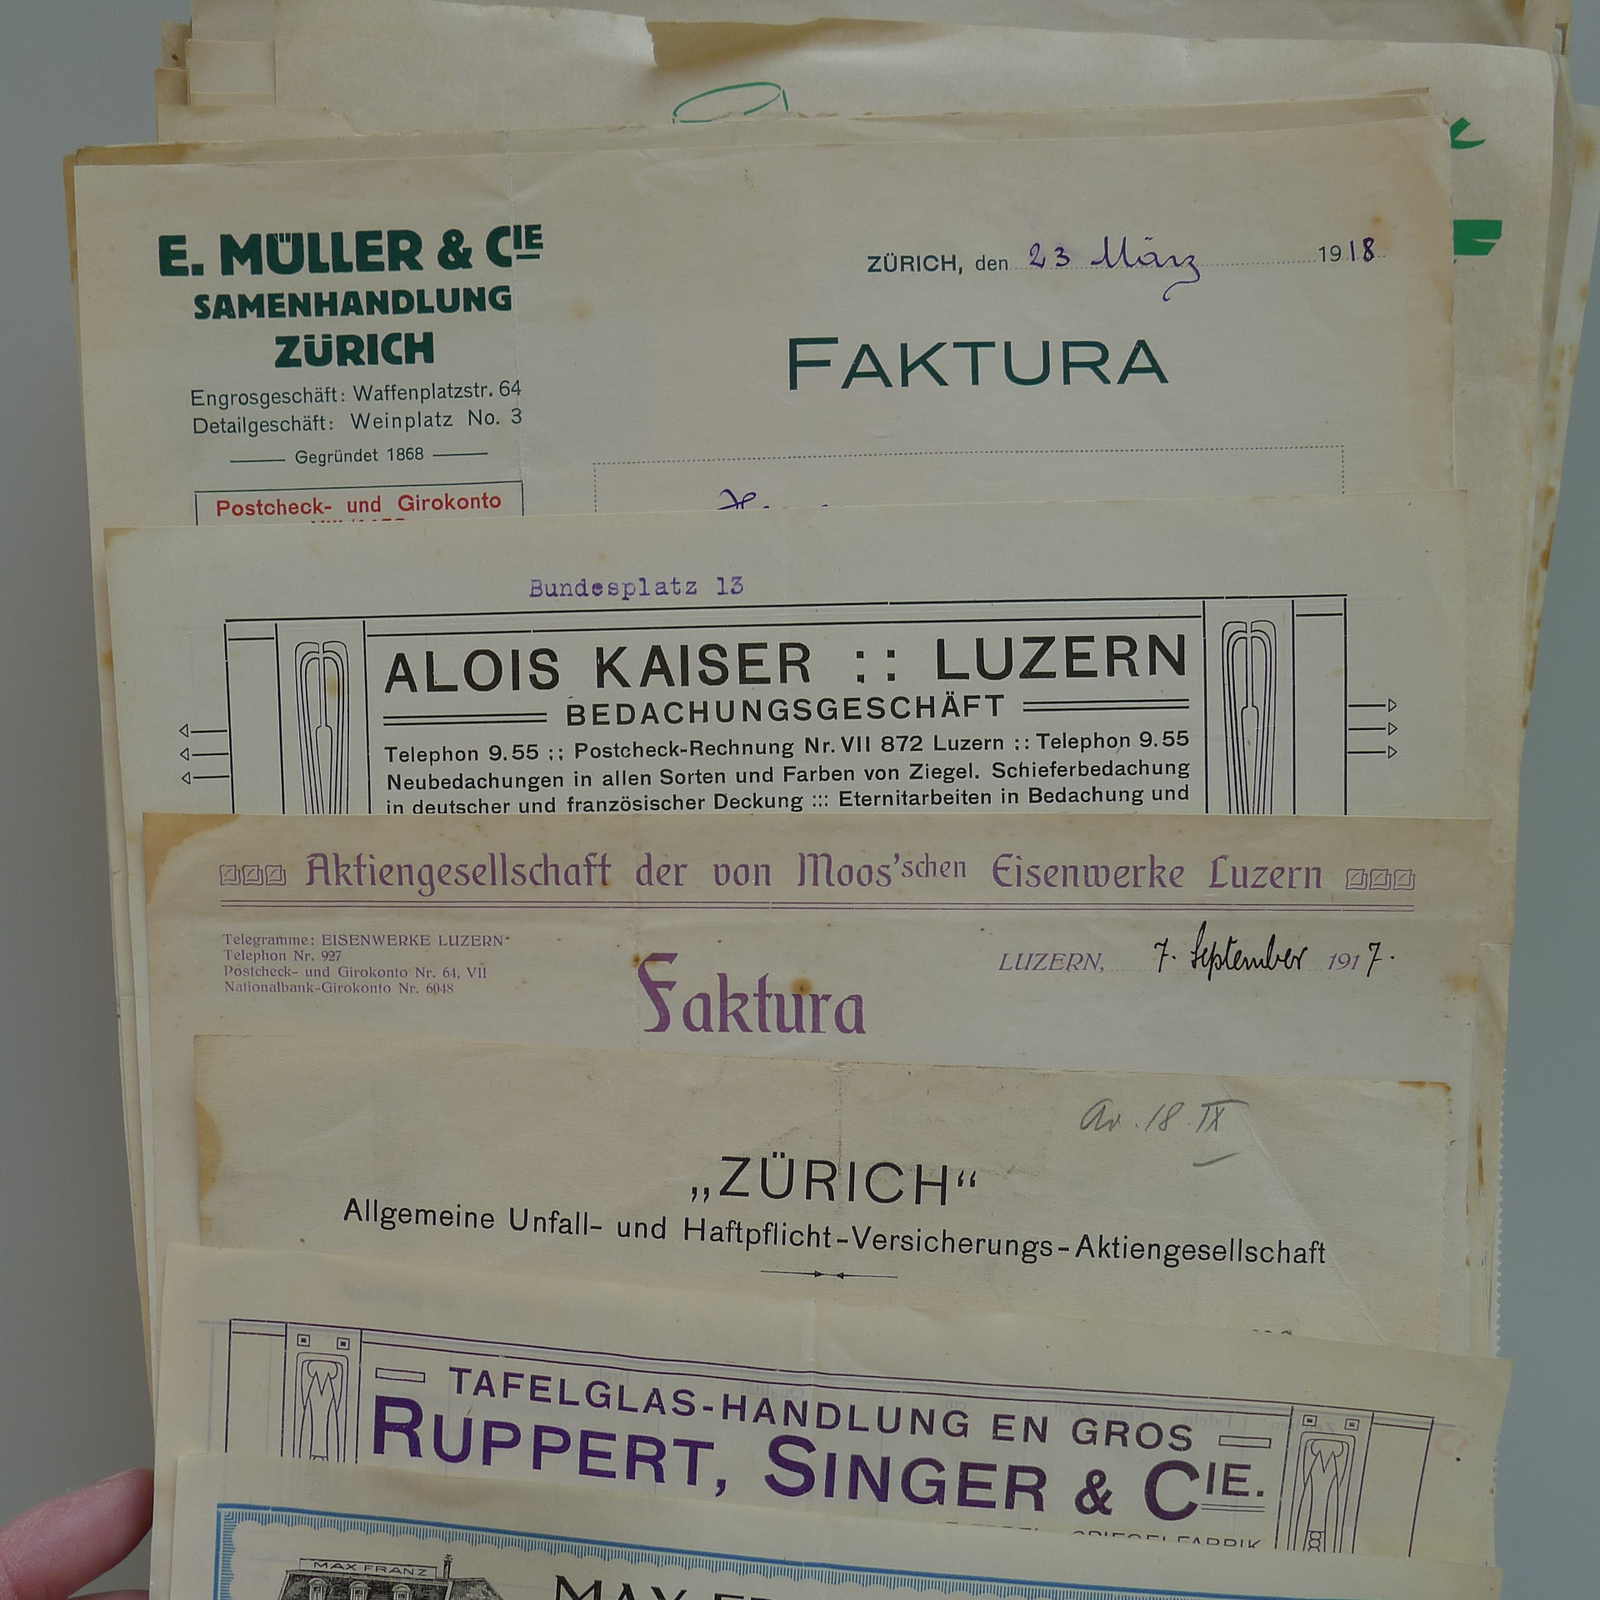 E. MÜLLER & CIE
SAMENHANDLUNG
ZÜRICH
Engrosgeschäft: Waffenplatzstr. 64
Detailgeschäft: Weinplatz No. 3
Gegründet 1868
Postcheck- und Girokonto
ZÜRICH, den 23 März 1918
FAKTURA
Bundesplatz 13
ALOIS KAISER :: LUZERN
BEDACHUNGSGESCHÄFT
Telephon 9.55 :: Postcheck-Rechnung Nr. VII 872 Luzern :: Telephon 9.55
Neubedachungen in allen Sorten und Farben von Ziegel. Schieferbedachung
in deutscher und französischer Deckung ::: Eternitarbeiten in Bedachung und
Aktiengesellschaft der von Moos'schen Eisenwerke Luzern
Telegramme: EISENWERKE LUZERN
Telephon Nr. 927
Postcheck- und Girokonto Nr. 64, VII
Nationalbank-Girokonto Nr. 6048
LUZERN, 7. September 1917.
Faktura
18. IX
„ZÜRICH“
Allgemeine Unfall- und Haftpflicht-Versicherungs-Aktiengesellschaft
TAFELGLAS-HANDLUNG EN GROS
RUPPERT, SINGER & CIE.
MAX FRANZ
MAX